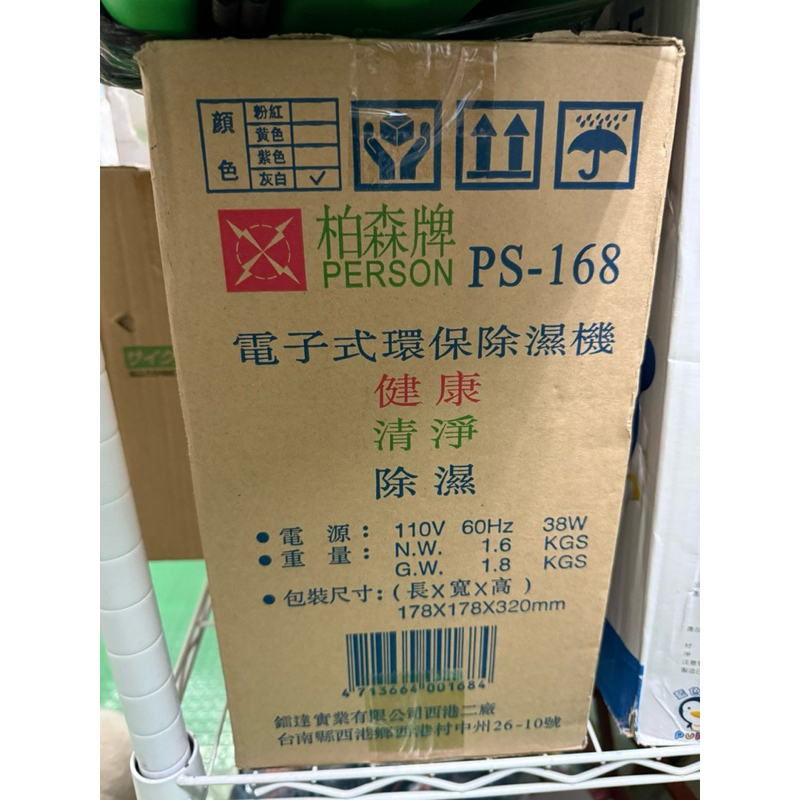 顏色
粉紅
黃色
紫色
灰白 ✓
柏森牌
PERSON PS-168
電子式環保除濕機
健康
清淨
除濕
●電 源： 110V 60Hz 38W
●重 量： N.W. 1.6 KGS
G.W. 1.8 KGS
●包裝尺寸：(長X寬X高)
178X178X320mm
4 713664 001684
鐳達實業有限公司西港二廠
台南縣西港鄉西港村中州26-10號